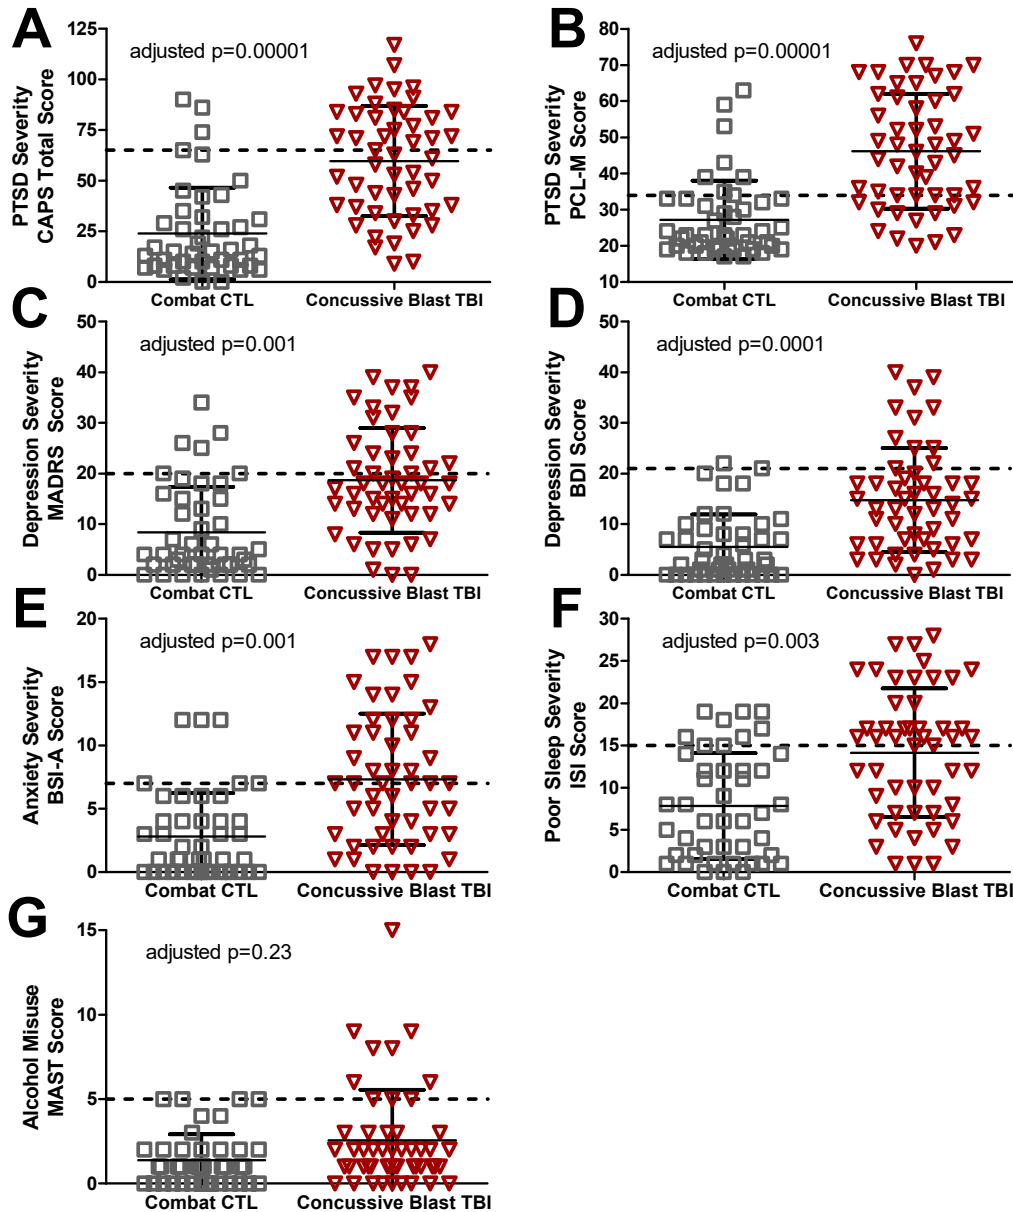 A
adjusted p=0.00001
PTSD Severity
CAPS Total Score
125
100
75
50
25
0
Combat CTL
Concussive Blast TBI
B
adjusted p=0.00001
PTSD Severity
PCL-M Score
80
70
60
50
40
30
20
10
Combat CTL
Concussive Blast TBI
C
adjusted p=0.001
Depression Severity
MADRS Score
50
40
30
20
10
0
Combat CTL
Concussive Blast TBI
D
adjusted p=0.0001
Depression Severity
BDI Score
50
40
30
20
10
0
Combat CTL
Concussive Blast TBI
E
adjusted p=0.001
Anxiety Severity
BSI-A Score
20
15
10
5
0
Combat CTL
Concussive Blast TBI
F
adjusted p=0.003
Poor Sleep Severity
ISI Score
30
25
20
15
10
5
0
Combat CTL
Concussive Blast TBI
G
adjusted p=0.23
Alcohol Misuse
MAST Score
15
10
5
0
Combat CTL
Concussive Blast TBI